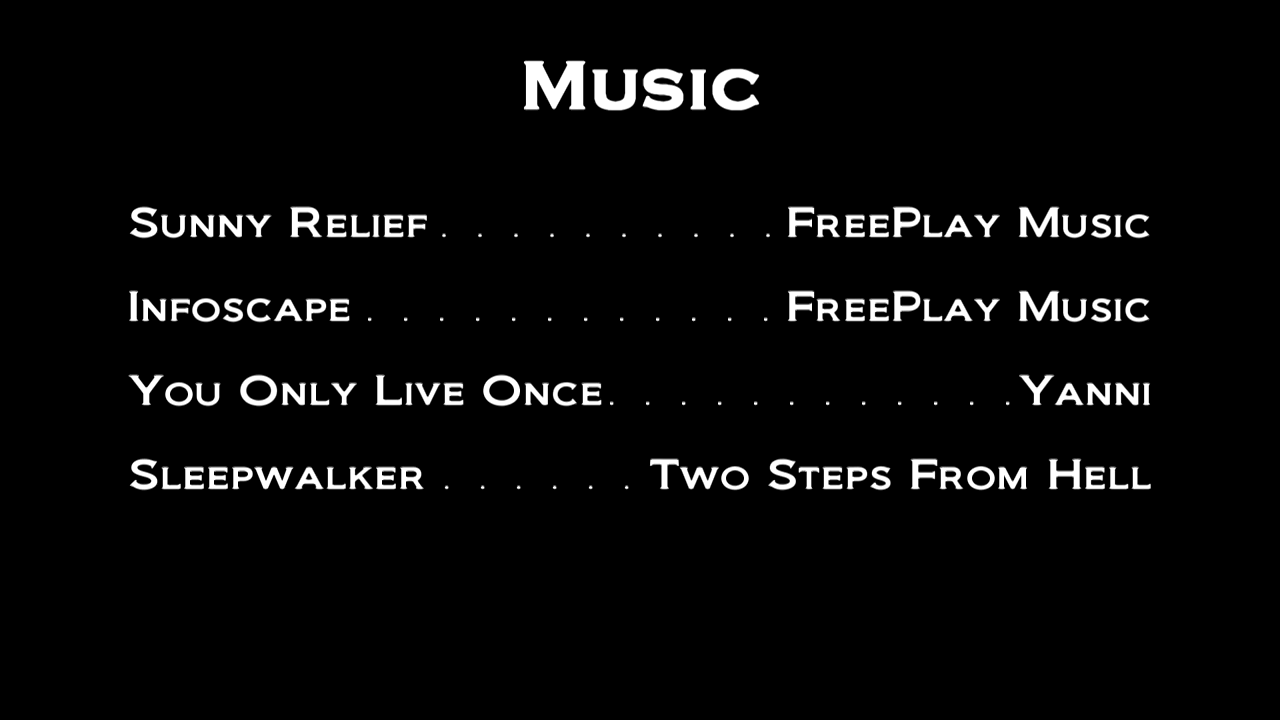 Music
Sunny Relief . . . . . . . . . . FreePlay Music
Infoscape . . . . . . . . . . . . FreePlay Music
You Only Live Once. . . . . . . . . . . . Yanni
Sleepwalker . . . . . . Two Steps From Hell